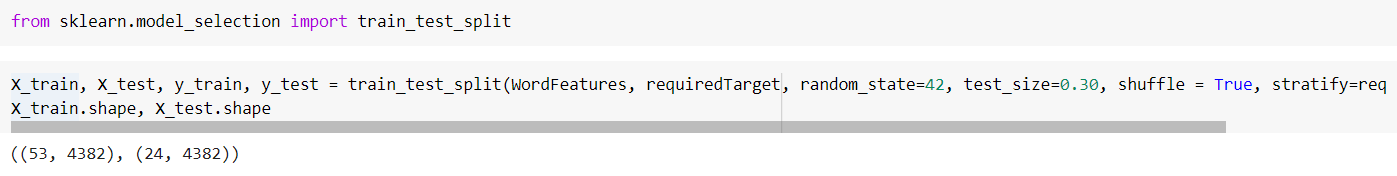 from sklearn.model_selection import train_test_split
X_train, X_test, y_train, y_test = train_test_split(WordFeatures, requiredTarget, random_state=42, test_size=0.30, shuffle = True, stratify=req
X_train.shape, X_test.shape
((53, 4382), (24, 4382))